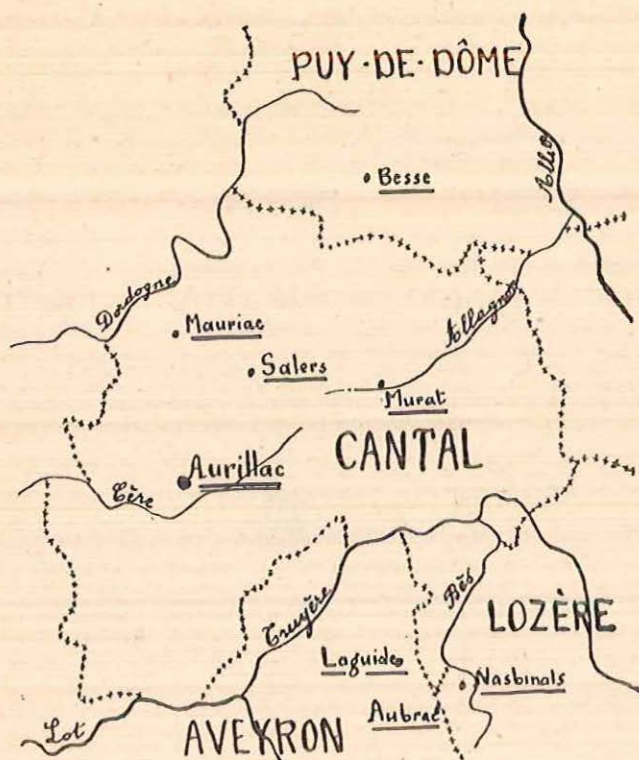 PUY-DE-DÔME
Besse
Allier
Dordogne
Mauriac
Allagnon
Salers
Murat
CANTAL
Aurillac
Cère
Truyère
Bès
LOZÈRE
Laguiole
Nasbinals
Aubrac
Lot
AVEYRON